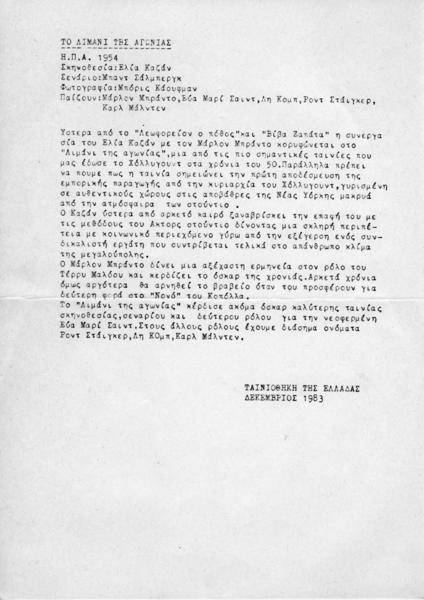 ΤΟ ΛΙΜΑΝΙ ΤΗΣ ΑΓΩΝΙΑΣ
Η.Π.Α. 1954
Σκηνοθεσία:Ελία Καζάν
Σενάριο:Μπαντ Σάλμπεργκ
Φωτογραφία:Μπόρις Κάουφμαν
Παίζουν:Μάρλον Μπράντο,Εύα Μαρί Σαιντ,Λη Κομπ,Ροντ Στάιγκερ,
Καρλ Μάλντεν
Υστερα από το "Λεωφορείον ο πόθος"και "Βίβα Ζαπάτα" η συνεργα
σία του Ελία Καζάν με τον Μάρλον Μπράντο κορυφώνεται στο
"Λιμάνι της αγωνίας",μια από τις πιο σημαντικές ταινίες που
μας έδωσε το Χόλλυγουντ στα χρόνια του 50.Παράλληλα πρέπει
να πουμε πως η ταινία σημειώνει την πρώτη αποδέσμευση της
εμπορικής παραγωγής από την κυριαρχία του Χόλλυγουντ,γυρισμένη
σε αυθεντικούς χώρους στις αποβάθρες της Νέας Υόρκης μακρυά
από την ατμόσφαιρα των στούντιο .
Ο Καζάν ύστερα από αρκετό καιρό ξαναβρίσκει την επαφή του με
τις μεθόδους του Ακτορς στούντιο δίνοντας μια σκληρή περιπέ-
τεια με κοινωνικό περιεχόμενο γύρω από την εξέγερση ενός συν-
δικαλιστή εργάτη που συντρίβεται τελικά στο απάνθρωπο κλίμα
της μεγαλούπολης.
Ο Μάρλον Μπράντο δίνει μια αξέχαστη ερμηνεία στον ρόλο του
Τέρρυ Μαλόου και κερδίζει το όσκαρ της χρονιάς.Αρκετά χρόνια
όμως αργότερα θα αρνηθεί το βραβείο όταν του προσφέρουν για
δεύτερη φορά στο "Νονό" του Κοπόλλα.
Το "Λιμάνι της αγωνίας" κέρδισε ακόμα όσκαρ καλύτερης ταινίας
σκηνοθεσίας,σεναρίου και δεύτερου ρόλου για την νεοφερμένη
Εύα Μαρί Σαιντ.Στους άλλους ρόλους έχουμε διάσημα ονόματα
Ροντ Στάιγκερ,Λη ΚΟμπ,Καρλ Μάλντεν.
ΤΑΙΝΙΟΘΗΚΗ ΤΗΣ ΕΛΛΑΔΑΣ
ΔΕΚΕΜΒΡΙΟΣ 1983